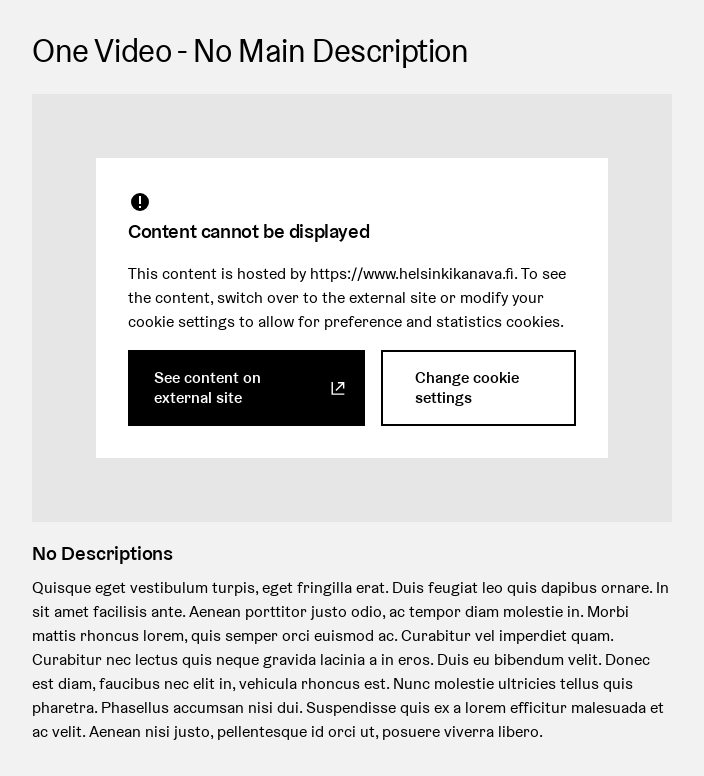 One Video - No Main Description
Content cannot be displayed
This content is hosted by https://www.helsinkikanava.fi. To see
the content, switch over to the external site or modify your
cookie settings to allow for preference and statistics cookies.
See content on
external site
Change cookie
settings
No Descriptions
Quisque eget vestibulum turpis, eget fringilla erat. Duis feugiat leo quis dapibus ornare. In
sit amet facilisis ante. Aenean porttitor justo odio, ac tempor diam molestie in. Morbi
mattis rhoncus lorem, quis semper orci euismod ac. Curabitur vel imperdiet quam.
Curabitur nec lectus quis neque gravida lacinia a in eros. Duis eu bibendum velit. Donec
est diam, faucibus nec elit in, vehicula rhoncus est. Nunc molestie ultricies tellus quis
pharetra. Phasellus accumsan nisi dui. Suspendisse quis ex a lorem efficitur malesuada et
ac velit. Aenean nisi justo, pellentesque id orci ut, posuere viverra libero.